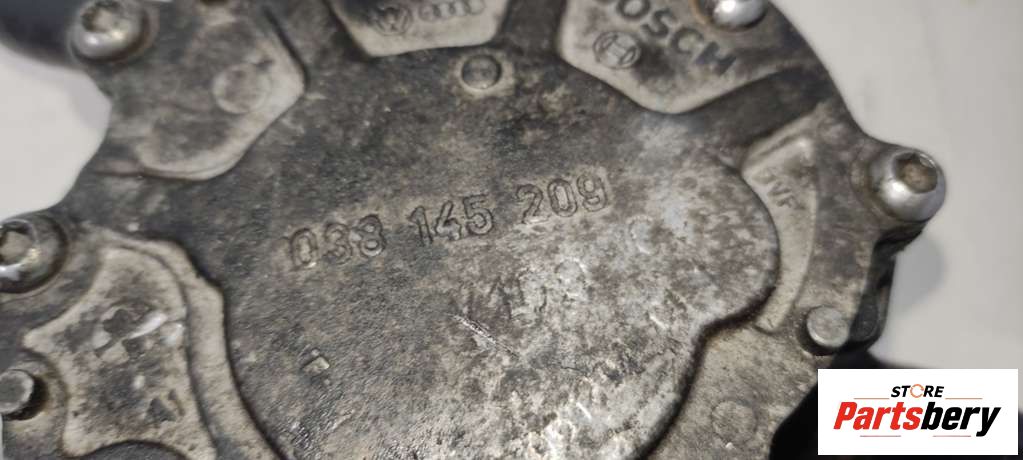 BOSCH
038 145 209
STORE
Partsbery